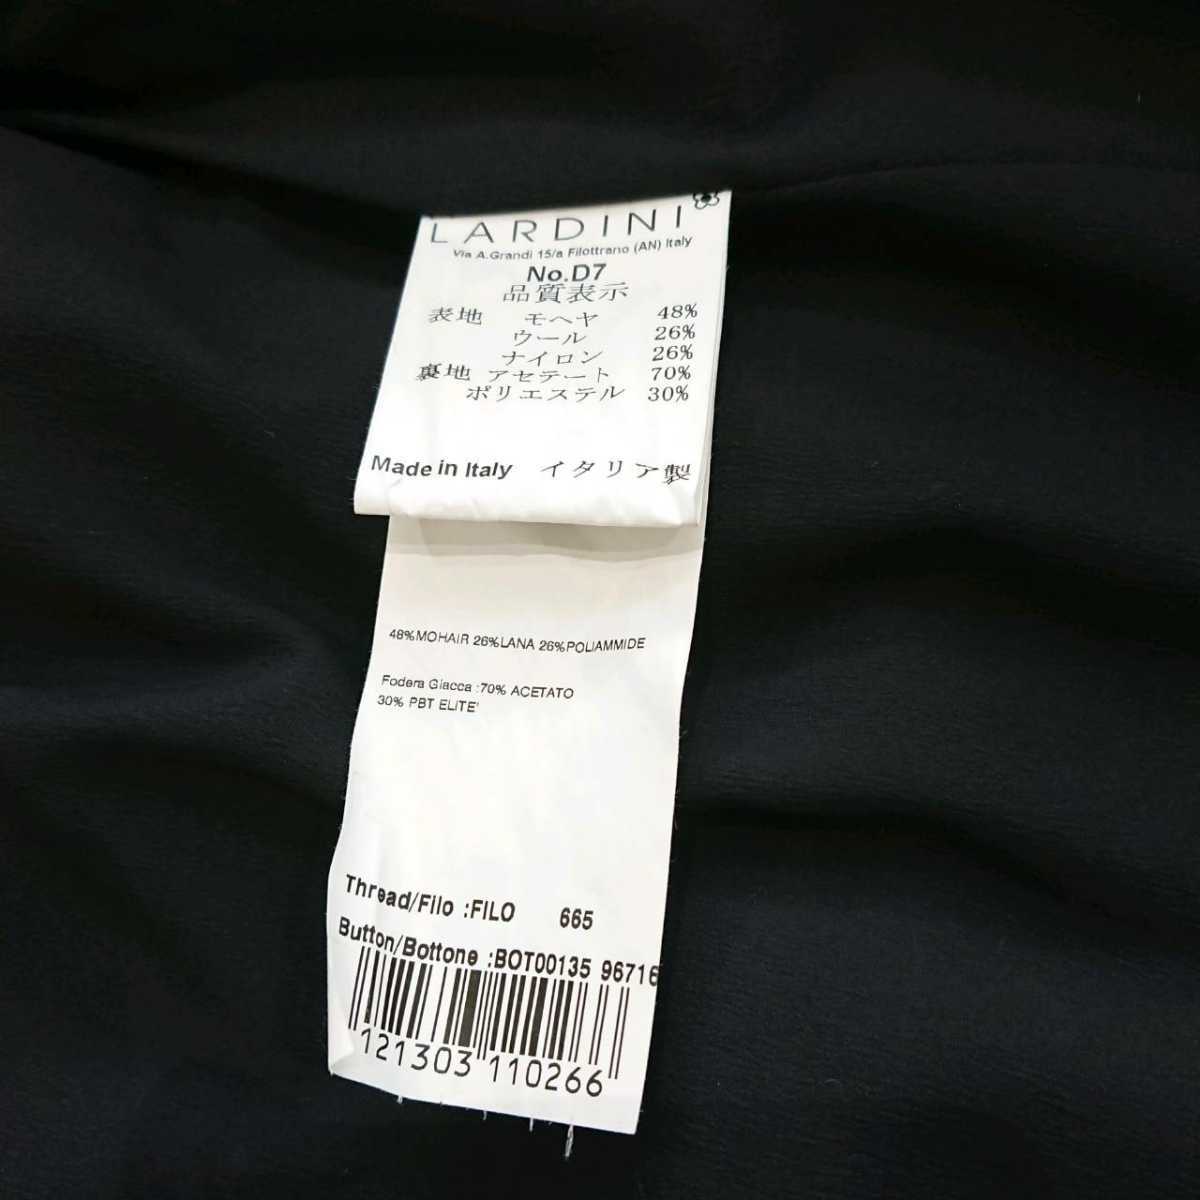 LARDINI
Via A.Grandi 15/a Filottrano (AN) Italy
No.D7
品質表示
表地 モヘヤ 48%
ウール 26%
ナイロン 26%
裏地 アセテート 70%
ポリエステル 30%
Made in Italy イタリア製
48%MOHAIR 26%LANA 26%POLIAMMIDE
Fodera Giacca :70% ACETATO
30% PBT ELITE'
Thread/Filo :FILO 665
Button/Bottone :BOT00135 96716
121303 110266